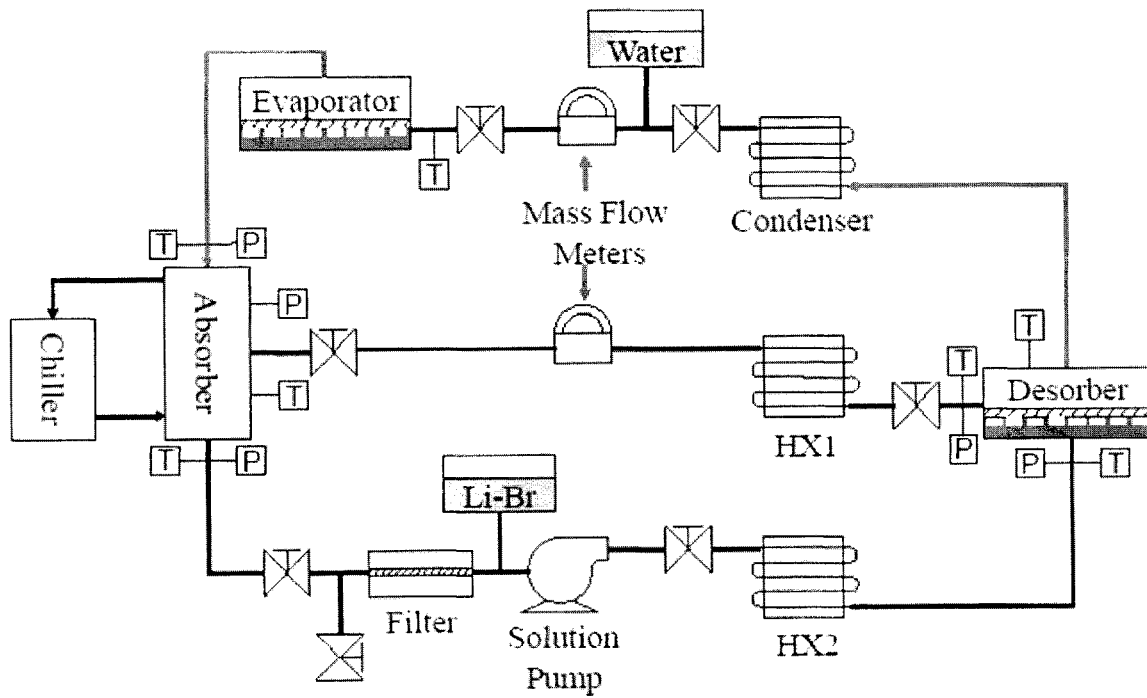 Water
Evaporator
T
Mass Flow
Meters
Condenser
T
P
P
T
Absorber
Chiller
T
P
T
T
P
Desorber
HX1
P
T
Li-Br
Filter
Solution
Pump
HX2